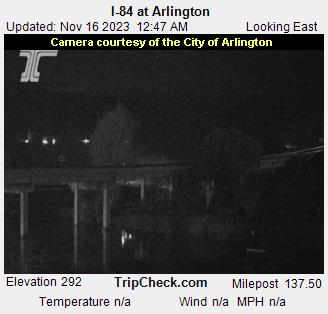 I-84 at Arlington
Updated: Nov 16 2023 12:47 AM Looking East
Camera courtesy of the City of Arlington
Elevation 292 TripCheck.com Milepost 137.50
Temperature n/a Wind n/a MPH n/a